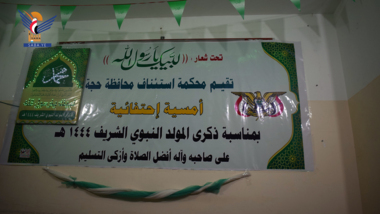 تحت شعار : (( لبيك يا رسول الله ))
تقيم محكمة استئناف محافظة حجة
أمسية إحتفائية
بمناسبة ذكرى المولد النبوي الشريف ١٤٤٤ هـ
على صاحبه وآله أفضل الصلاة وأزكى التسليم
محمد